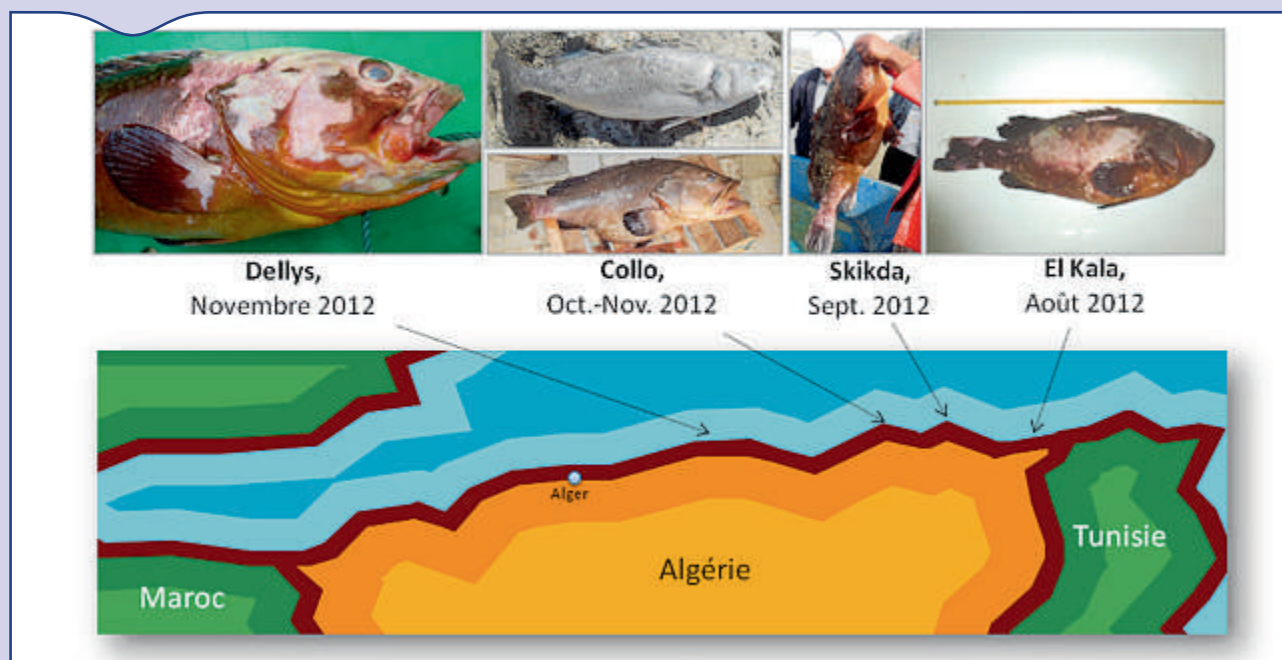 Dellys,
Novembre 2012
Collo,
Oct.-Nov. 2012
Skikda,
Sept. 2012
El Kala,
Août 2012
Alger
Maroc
Algérie
Tunisie